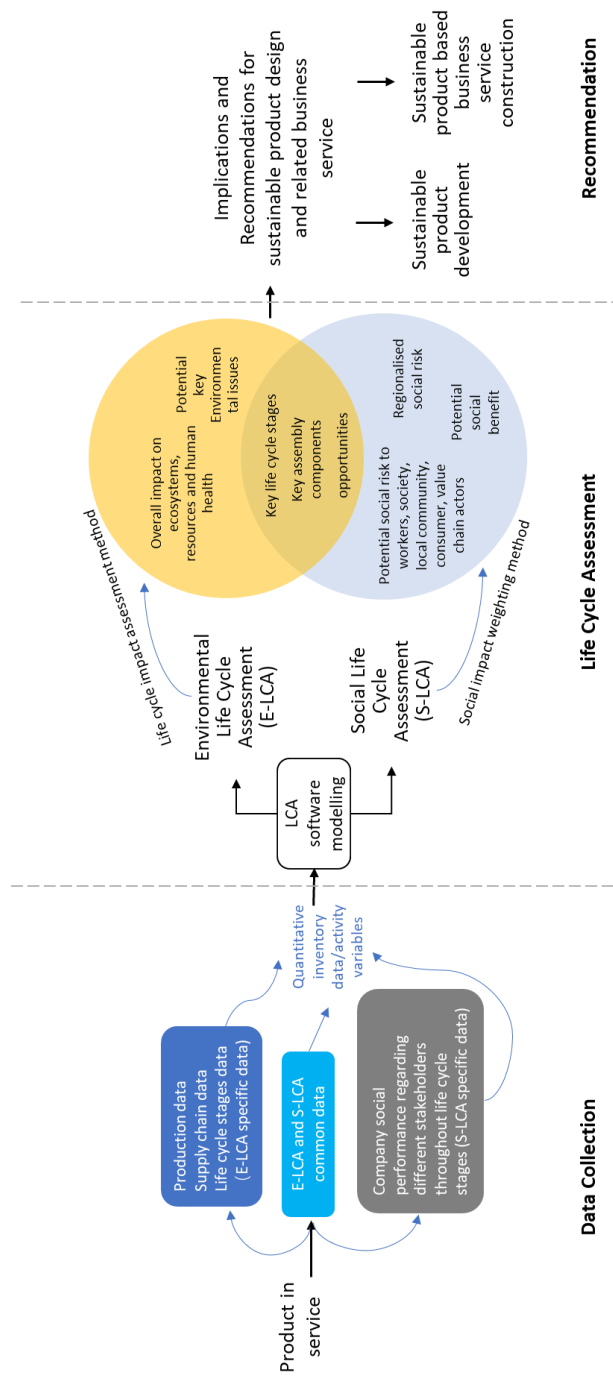 Product in
service
Production data
Supply chain data
Life cycle stages data
(E-LCA specific data)
E-LCA and S-LCA
common data
Company social
performance regarding
different stakeholders
throughout life cycle
stages (S-LCA specific data)
Quantitative
inventory
data/activity
variables
Data Collection
LCA
software
modelling
Environmental
Life Cycle
Assessment
(E-LCA)
Social Life
Cycle
Assessment
(S-LCA)
Life cycle impact assessment method
Social impact weighting method
Overall impact on
ecosystems,
resources and human
health
Potential
key
Environmen
tal issues
Key life cycle stages
Key assembly
components
opportunities
Potential social risk to
workers, society,
local community,
consumer, value
chain actors
Regionalised
social risk
Potential
social
benefit
Life Cycle Assessment
Implications and
Recommendations for
sustainable product design
and related business
service
Sustainable
product
development
Sustainable
product based
business
service
construction
Recommendation